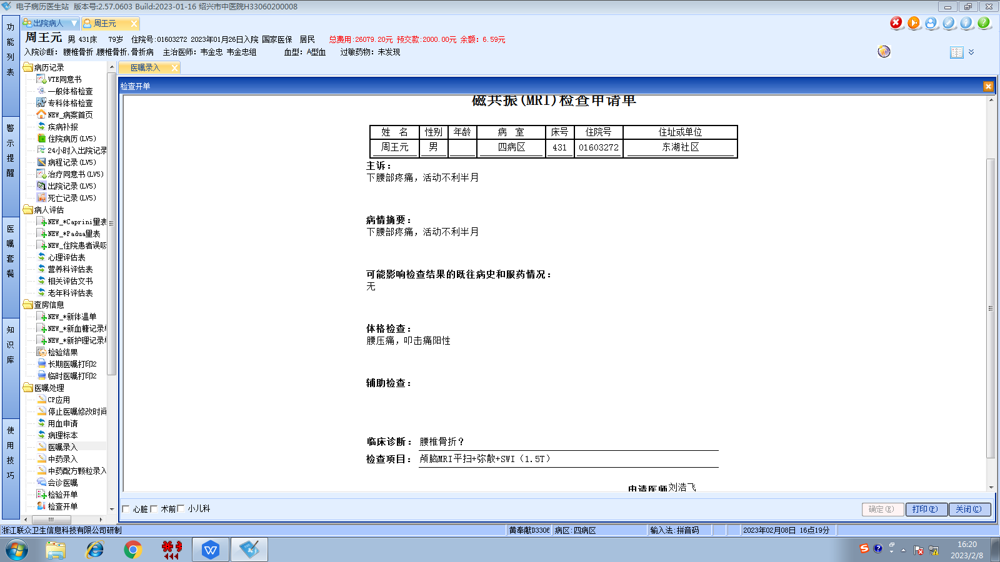 电子病历医生站 版本号:2.57.0603 Build:2023-01-16 绍兴市中医院H33060200008
出院病人
周王元
周王元 男 431床 79岁 住院号:01603272 2023年01月26日入院 国家医保 居民 总费用:26079.20元 预交款:2000.00元 余额: 6.59元
入院诊断: 腰椎骨折 ,腰椎骨折,骨折病 主治医师: 韦金忠 韦金忠组 血型: A型血 过敏药物: 未发现
功能列表
警示提醒
医嘱套餐
知识库
使用技巧
病历记录
VTE同意书
一般体格检查
专科体格检查
NEW_病案首页
疾病补报
住院病历(LV5)
24小时入出院记录
病程记录(LV5)
治疗同意书(LV5)
出院记录(LV5)
死亡记录(LV5)
病人评估
NEW_*Caprini量表
NEW_*Padua量表
NEW_住院患者误吸
心理评估表
营养科评估表
相关评估文书
老年科评估表
查房信息
NEW_*新体温单
NEW_*新血糖记录单
NEW_*新护理记录单
检验结果
长期医嘱打印2
临时医嘱打印2
医嘱处理
CP应用
停止医嘱修改时间
用血申请
病理标本
医嘱录入
中药录入
中药配方颗粒录入
会诊医嘱
检验开单
检查开单
医嘱录入
检查开单
磁共振(MRI)检查申请单
姓 名 性别 年龄 病 室 床号 住院号 住址或单位
周王元 男 四病区 431 01603272 东湖社区
主诉:
下腰部疼痛，活动不利半月
病情摘要:
下腰部疼痛，活动不利半月
可能影响检查结果的既往病史和服药情况:
无
体格检查:
腰压痛，叩击痛阳性
辅助检查:
临床诊断: 腰椎骨折？
检查项目: 颅脑MRI平扫+弥散+SWI（1.5T）
申请医师 刘浩飞
心脏 术前 小儿科
确定(E) 打印(P) 关闭(C)
浙江联众卫生信息科技有限公司研制 黄奉献D3306 病区:四病区 输入法:拼音码 2023年02月08日 16点19分
16:20
2023/2/8